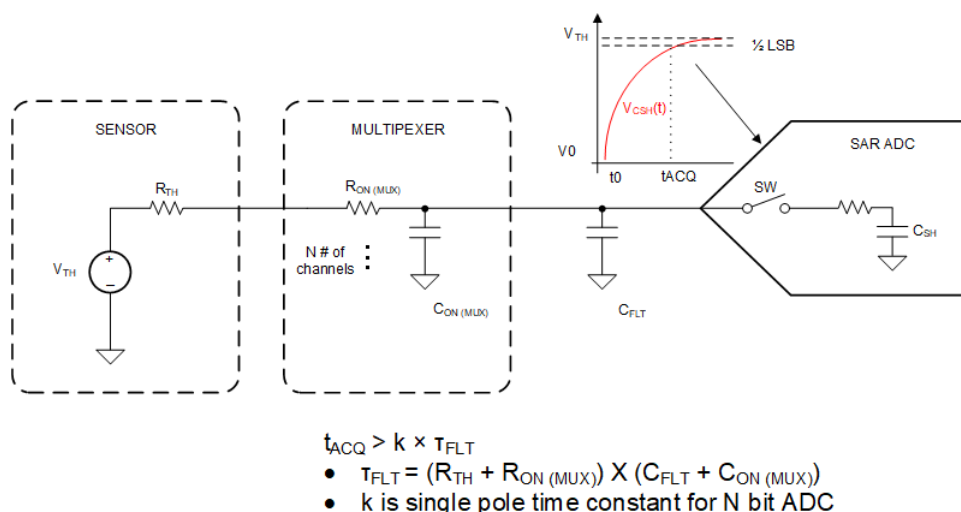 VTH
½ LSB
VCSH(t)
V0
t0
tACQ
SENSOR
MULTIPEXER
SAR ADC
RTH
RON (MUX)
SW
CSH
N # of
channels
VTH
+
−
CON (MUX)
CFLT
tACQ > k × τFLT
• τFLT = (RTH + RON (MUX)) X (CFLT + CON (MUX))
• k is single pole time constant for N bit ADC